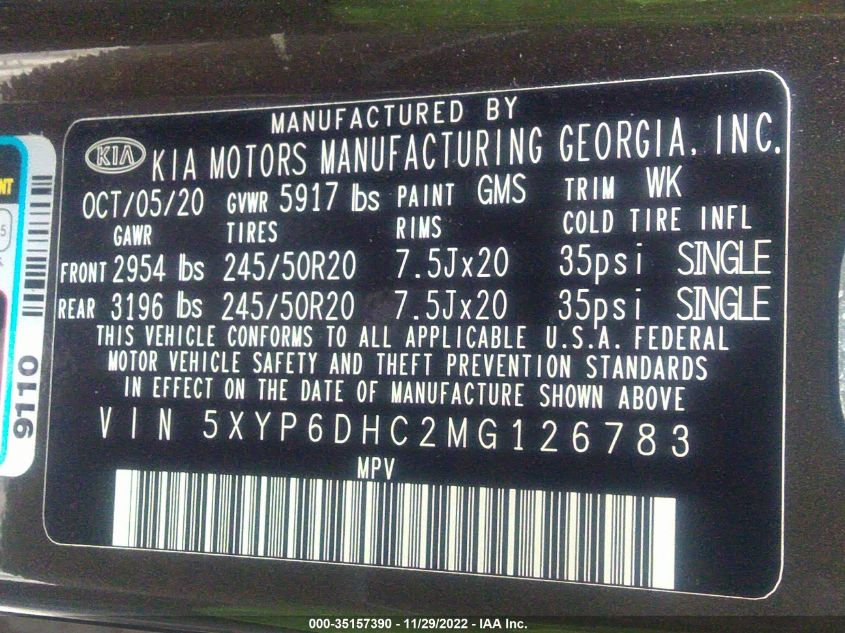 MANUFACTURED BY
KIA KIA MOTORS MANUFACTURING GEORGIA, INC.
OCT/05/20 GVWR 5917 lbs PAINT GMS TRIM WK
GAWR TIRES RIMS COLD TIRE INFL
FRONT 2954 lbs 245/50R20 7.5Jx20 35psi SINGLE
REAR 3196 lbs 245/50R20 7.5Jx20 35psi SINGLE
THIS VEHICLE CONFORMS TO ALL APPLICABLE U.S.A. FEDERAL
MOTOR VEHICLE SAFETY AND THEFT PREVENTION STANDARDS
IN EFFECT ON THE DATE OF MANUFACTURE SHOWN ABOVE
VIN 5XYP6DHC2MG126783
MPV
9110
000-35157390 - 11/29/2022 - IAA Inc.